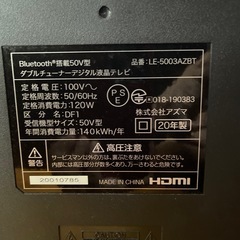 Bluetooth®搭載50V型
品番:LE-5003AZBT
ダブルチューナーデジタル液晶テレビ
定格電圧:100V〜
定格周波数:50/60Hz
定格消費電力:120W
区分名:DF1
受信機型サイズ:50V型
年間消費電力量:140kWh/年
PS
E
018-190383
株式会社アズマ
20年製
高圧注意
サービスマン以外の方は、裏ぶたをあけないでください。
内部には高電圧部分が数多くあり、万一さわると危険です。
20010785
MADE IN CHINA
HDMI
CAUTION